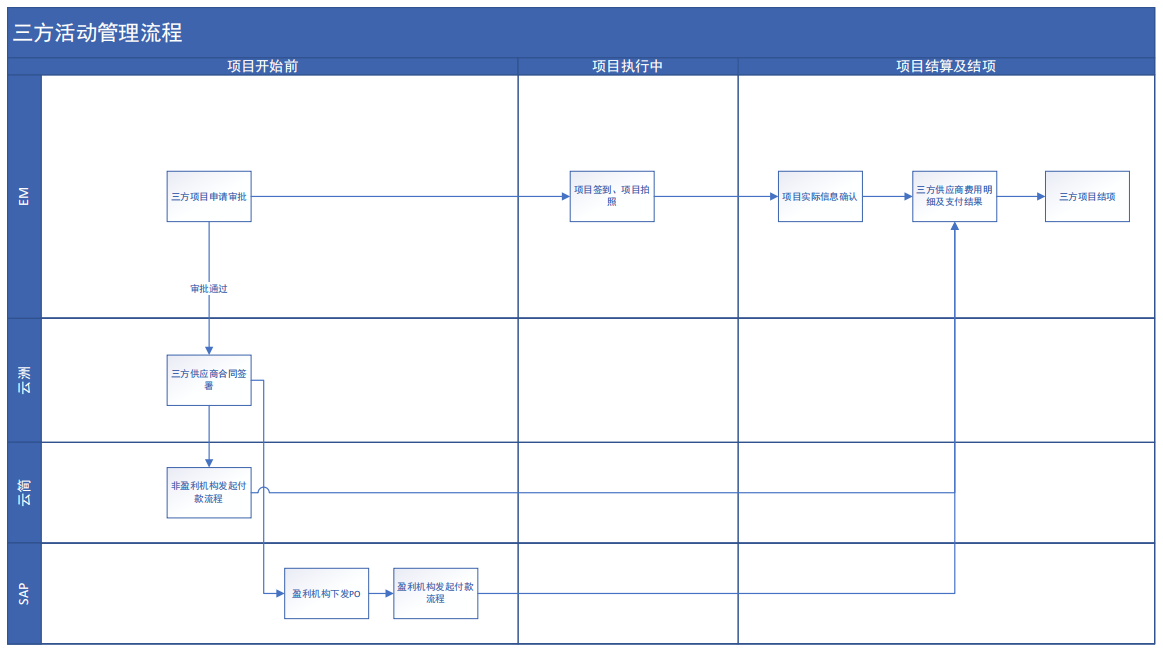 三方活动管理流程
项目开始前
项目执行中
项目结算及结项
EM
三方项目申请审批
项目签到、项目拍
照
项目实际信息确认
三方供应商费用明
细及支付结果
三方项目结项
审批通过
云洲
三方供应商合同签
署
云简
非盈利机构发起付
款流程
SAP
盈利机构下发PO
盈利机构发起付款
流程